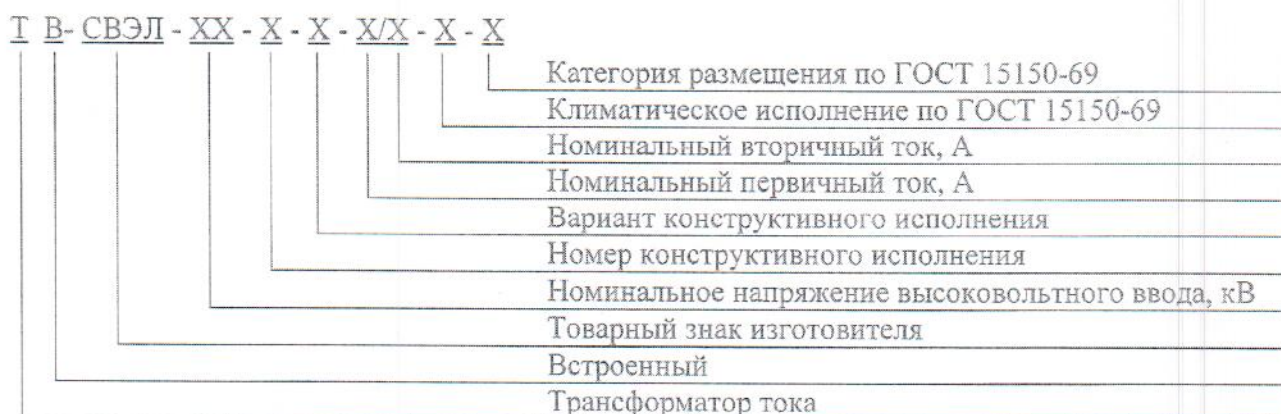 Т В- СВЭЛ - ХХ - Х - Х - Х/Х - Х - Х
Категория размещения по ГОСТ 15150-69
Климатическое исполнение по ГОСТ 15150-69
Номинальный вторичный ток, А
Номинальный первичный ток, А
Вариант конструктивного исполнения
Номер конструктивного исполнения
Номинальное напряжение высоковольтного ввода, кВ
Товарный знак изготовителя
Встроенный
Трансформатор тока